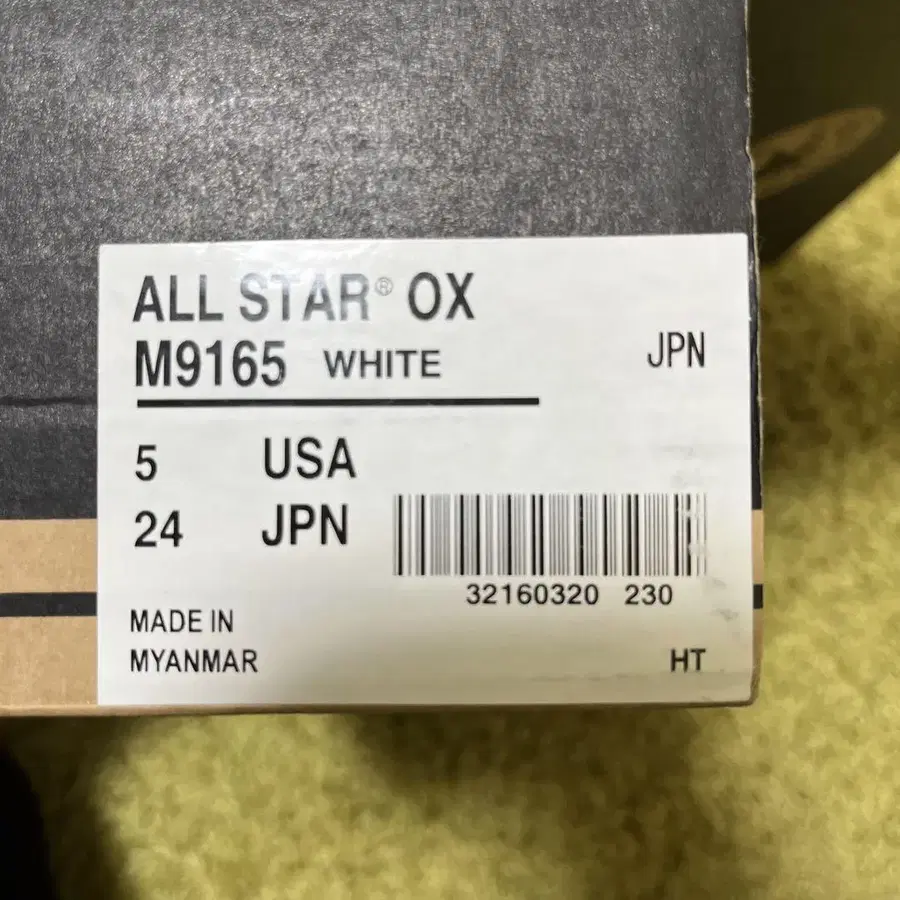 ALL STAR® OX
M9165 WHITE JPN
5 USA
24 JPN
32160320 230
MADE IN
MYANMAR
HT